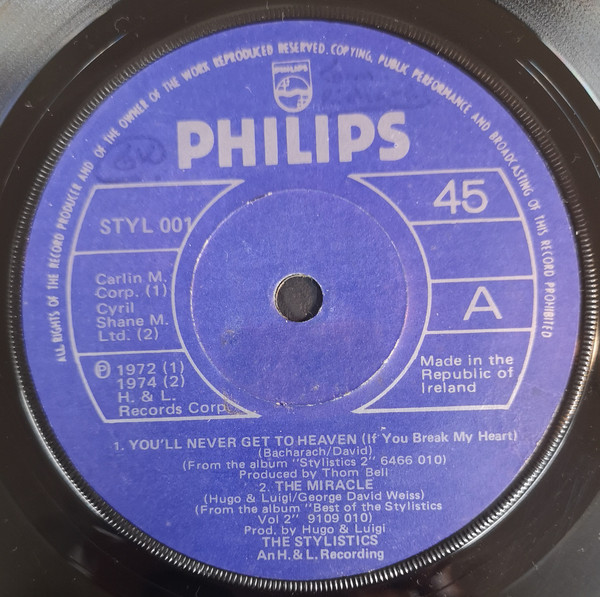 ALL RIGHTS OF THE RECORD PRODUCER AND OF THE OWNER OF THE WORK REPRODUCED RESERVED. COPYING, PUBLIC PERFORMANCE AND BROADCASTING OF THIS RECORD PROHIBITED
PHILIPS
PHILIPS
STYL 001
45
Carlin M.
Corp. (1)
Cyril
Shane M.
Ltd. (2)
A
Ⓟ 1972 (1)
1974 (2)
H. & L.
Records Corp
Made in the
Republic of
Ireland
1. YOU'LL NEVER GET TO HEAVEN (If You Break My Heart)
(Bacharach/David)
(From the album "Stylistics 2" 6466 010)
Produced by Thom Bell
2. THE MIRACLE
(Hugo & Luigi/George David Weiss)
(From the album "Best of the Stylistics
Vol 2" 9109 010)
Prod. by Hugo & Luigi
THE STYLISTICS
An H. & L. Recording